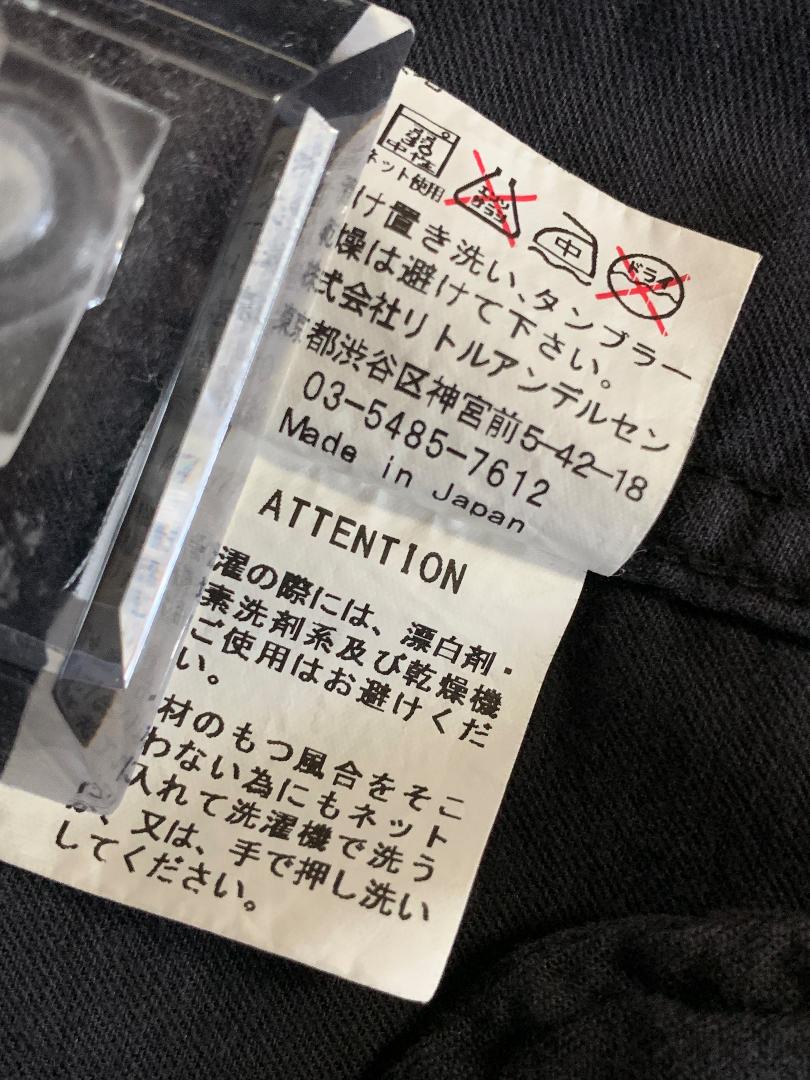 弱
中性
ネット使用
エンソ
サラシ
中
ドライ
け置き洗い、タンブラー
燥は避けて下さい。
式会社リトルアンデルセン
京都渋谷区神宮前5-42-18
03-5485-7612
Made in Japan
ATTENTION
濯の際には、漂白剤・
素洗剤系及び乾燥機
ご使用はお避けくだ
い。
材のもつ風合をそこ
わない為にもネット
入れて洗濯機で洗う
、又は、手で押し洗い
してください。